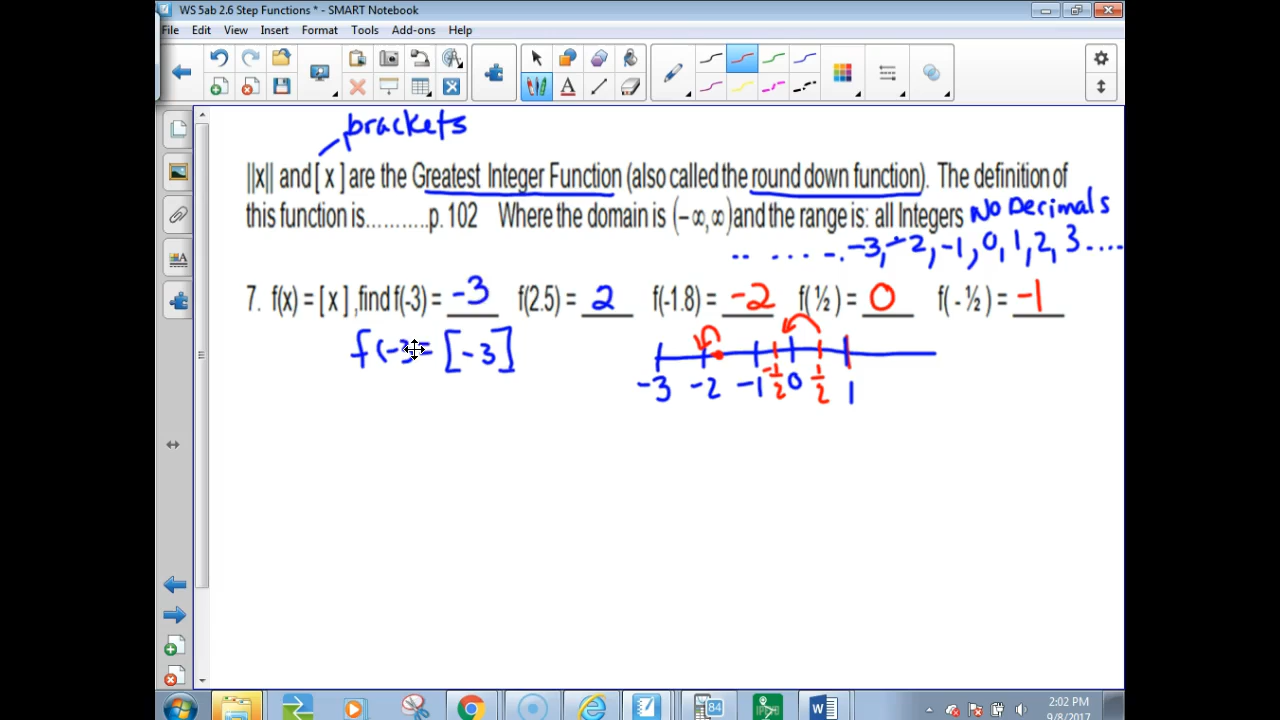 WS 5ab 2.6 Step Functions * - SMART Notebook
File Edit View Insert Format Tools Add-ons Help
brackets
||x|| and [ x ] are the Greatest Integer Function (also called the round down function). The definition of
this function is..........p. 102 Where the domain is (-∞,∞) and the range is: all Integers No Decimals
.. .... -. -3, -2, -1, 0, 1, 2, 3 ....
7. f(x) = [ x ] ,find f(-3) = -3 f(2.5) = 2 f(-1.8) = -2 f( ½ ) = 0 f( - ½ ) = -1
f(-3= [-3]
-3 -2 -1 -1/2 0 1/2 1
84
W
2:02 PM
9/8/2017